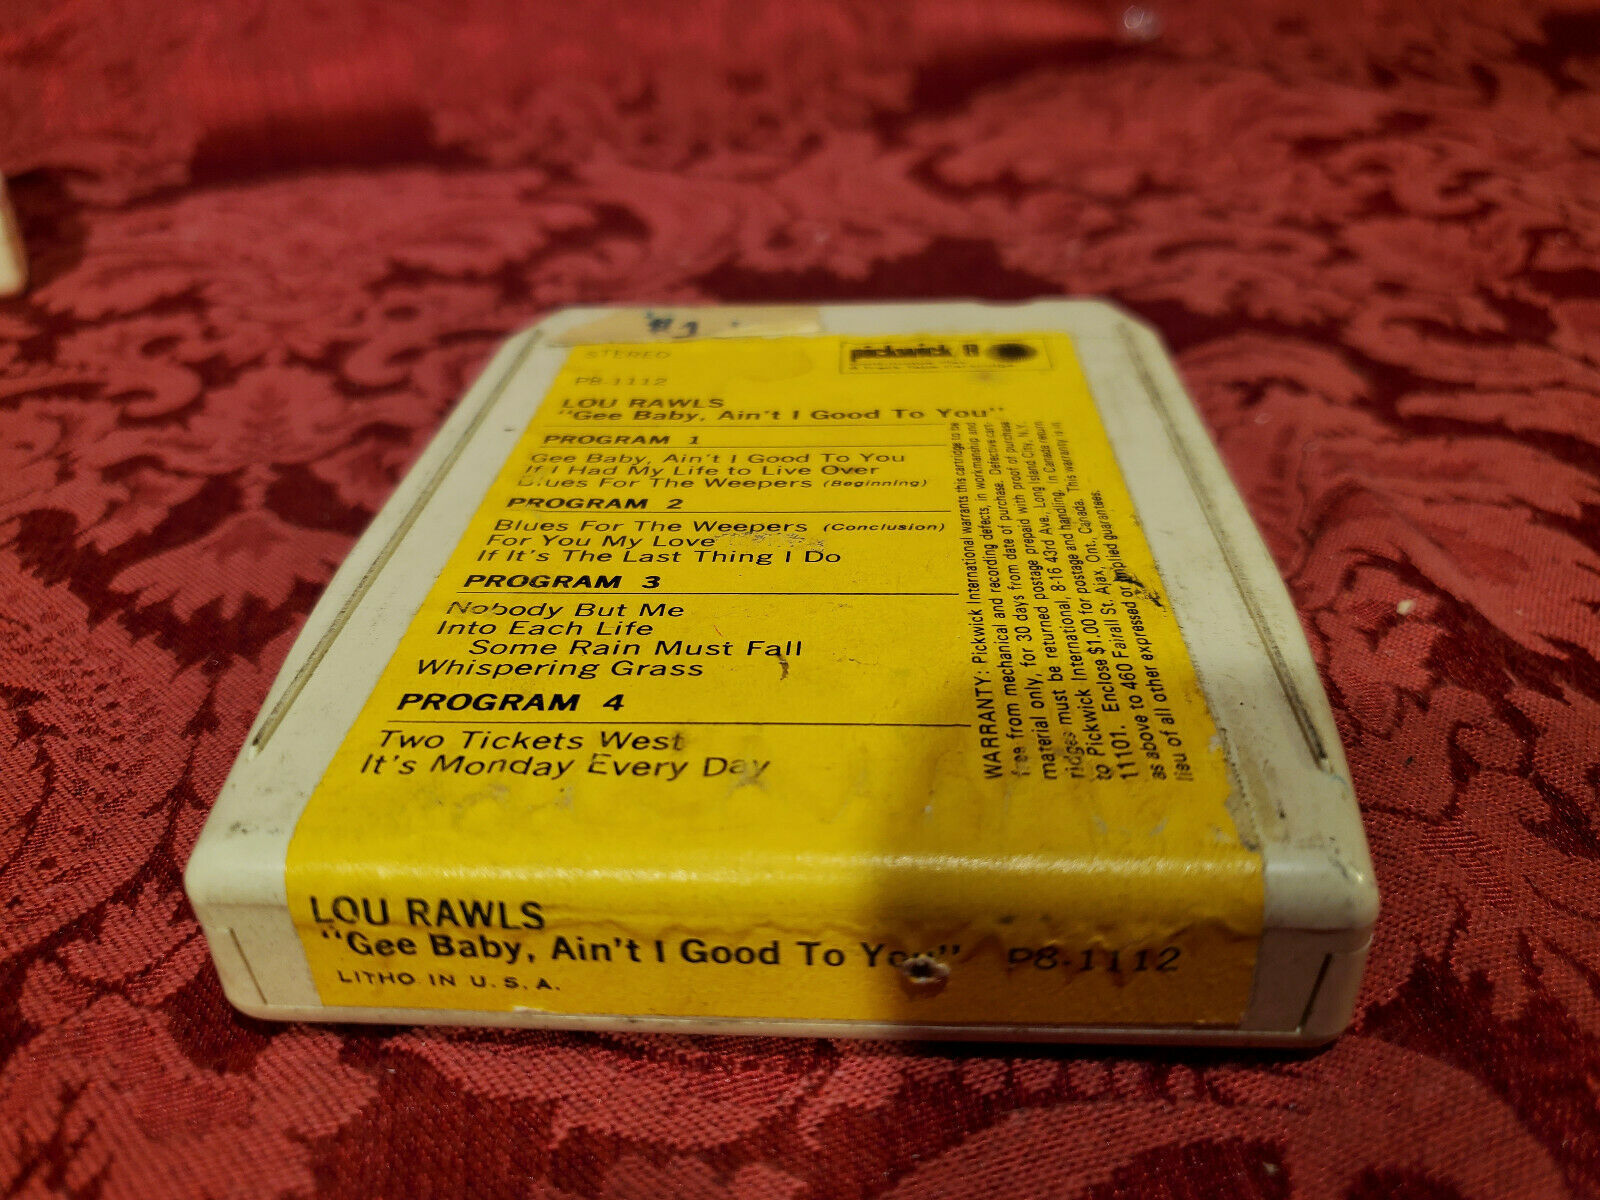 #1
STEREO
pickwick 8
P8-1112
LOU RAWLS
"Gee Baby, Ain't I Good To You"
PROGRAM 1
Gee Baby, Ain't I Good To You
If I Had My Life to Live Over
Blues For The Weepers (Beginning)
PROGRAM 2
Blues For The Weepers (Conclusion)
For You My Love
If It's The Last Thing I Do
PROGRAM 3
Nobody But Me
Into Each Life
Some Rain Must Fall
Whispering Grass
PROGRAM 4
Two Tickets West
It's Monday Every Day
WARRANTY: Pickwick International warrants this cartridge to be
free from mechanical and recording defects, in workmanship and
material only, for 30 days from date of purchase. Defective cart-
ridges must be returned postage prepaid with proof of purchase
to Pickwick International, 8-16 43rd Ave. Long Island City, N.Y.
11101. Enclose $1.00 for postage and handling. In Canada return
as above to 460 Fairall St. Ajax, Ont., Canada. This warranty is in
lieu of all other expressed or implied guarantees.
LOU RAWLS
"Gee Baby, Ain't I Good To You" P8-1112
LITHO IN U.S.A.